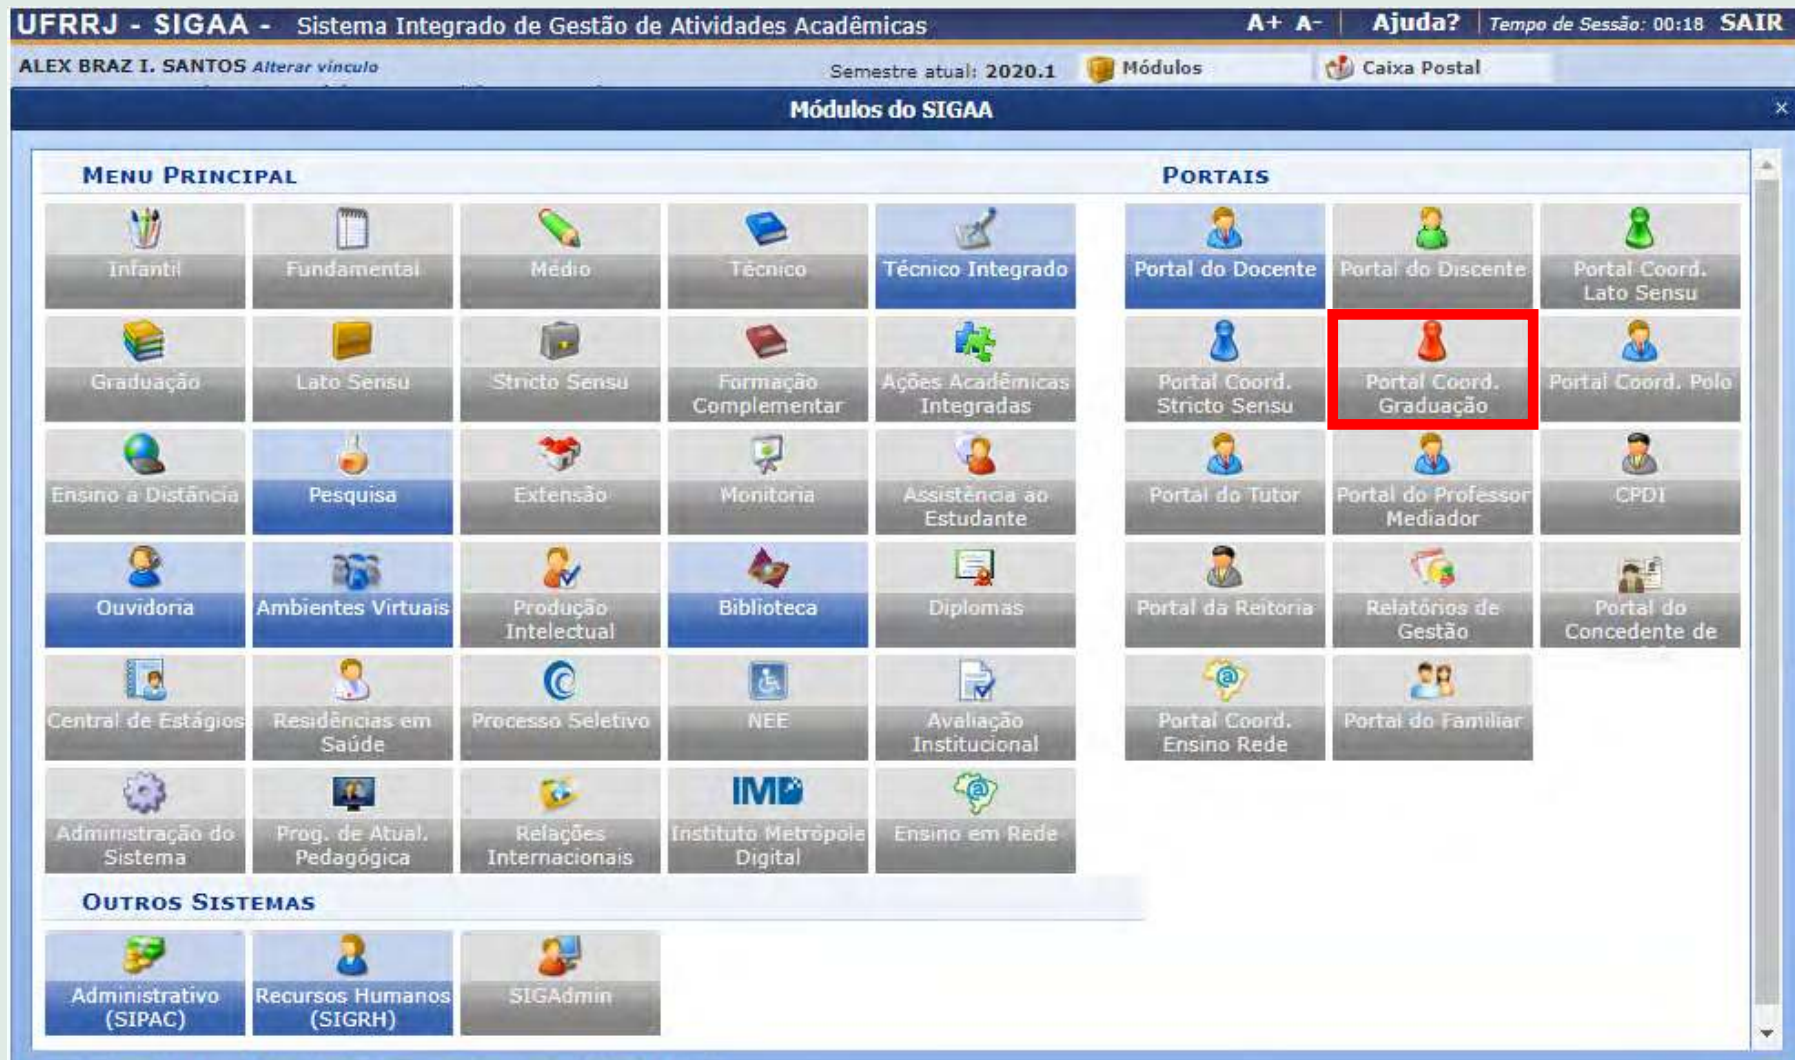 UFRRJ - SIGAA - Sistema Integrado de Gestão de Atividades Acadêmicas A+ A- Ajuda? Tempo de Sessão: 00:18 SAIR
ALEX BRAZ I. SANTOS Alterar vínculo Semestre atual: 2020.1 Módulos Caixa Postal
Módulos do SIGAA ×
MENU PRINCIPAL
Infantil
Fundamental
Médio
Técnico
Técnico Integrado
Graduação
Lato Sensu
Stricto Sensu
Formação
Complementar
Ações Acadêmicas
Integradas
Ensino a Distância
Pesquisa
Extensão
Monitoria
Assistência ao
Estudante
Ouvidoria
Ambientes Virtuais
Produção
Intelectual
Biblioteca
Diplomas
Central de Estágios
Residências em
Saúde
Processo Seletivo
NEE
Avaliação
Institucional
Administração do
Sistema
Prog. de Atual.
Pedagógica
Relações
Internacionais
IMD
Instituto Metrópole
Digital
Ensino em Rede
PORTAIS
Portal do Docente
Portal do Discente
Portal Coord.
Lato Sensu
Portal Coord.
Stricto Sensu
Portal Coord.
Graduação
Portal Coord. Polo
Portal do Tutor
Portal do Professor
Mediador
CPDI
Portal da Reitoria
Relatórios de
Gestão
Portal do
Concedente de
Portal Coord.
Ensino Rede
Portal do Familiar
OUTROS SISTEMAS
Administrativo
(SIPAC)
Recursos Humanos
(SIGRH)
SIGAdmin